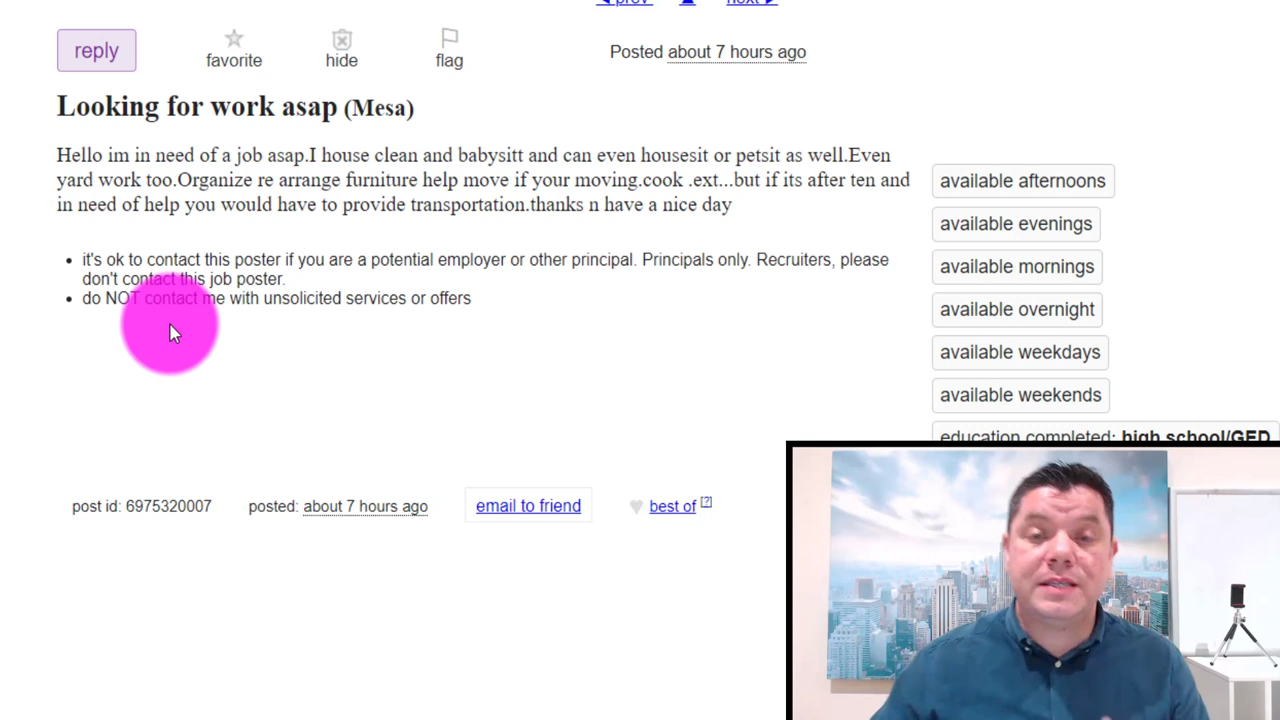 prev ▲ next
reply
favorite
hide
flag
Posted about 7 hours ago
Looking for work asap (Mesa)
Hello im in need of a job asap.I house clean and babysitt and can even housesit or petsit as well.Even
yard work too.Organize re arrange furniture help move if your moving.cook .ext...but if its after ten and
in need of help you would have to provide transportation.thanks n have a nice day
• it's ok to contact this poster if you are a potential employer or other principal. Principals only. Recruiters, please
don't contact this job poster.
• do NOT contact me with unsolicited services or offers
available afternoons
available evenings
available mornings
available overnight
available weekdays
available weekends
education completed: high school/GED
post id: 6975320007
posted: about 7 hours ago
email to friend
best of [?]